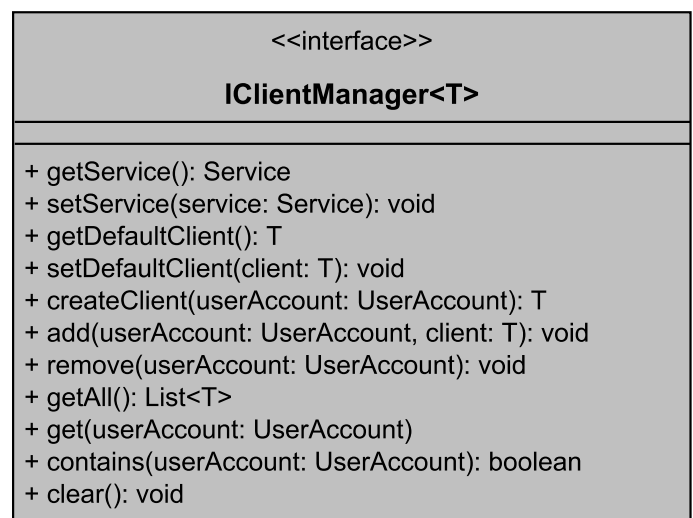 <<interface>>
IClientManager<T>
+ getService(): Service
+ setService(service: Service): void
+ getDefaultClient(): T
+ setDefaultClient(client: T): void
+ createClient(userAccount: UserAccount): T
+ add(userAccount: UserAccount, client: T): void
+ remove(userAccount: UserAccount): void
+ getAll(): List<T>
+ get(userAccount: UserAccount)
+ contains(userAccount: UserAccount): boolean
+ clear(): void